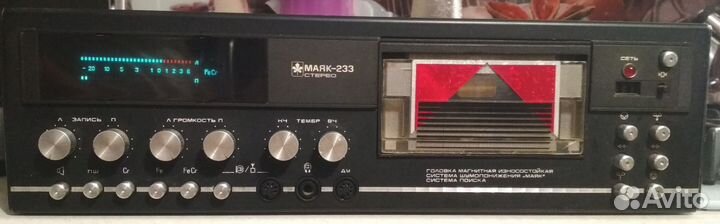 МАЯК-233
СТЕРЕО
СЕТЬ
Л
-20 10 5 3 1 0 1 2 3 6 FeCr
П
Л ЗАПИСЬ П
Л ГРОМКОСТЬ П
НЧ ТЕМБР ВЧ
ПШ Cr Fe FeCr
ГОЛОВКА МАГНИТНАЯ ИЗНОСОСТОЙКАЯ
СИСТЕМА ШУМОПОНИЖЕНИЯ „МАЯК"
СИСТЕМА ПОИСКА
Avito